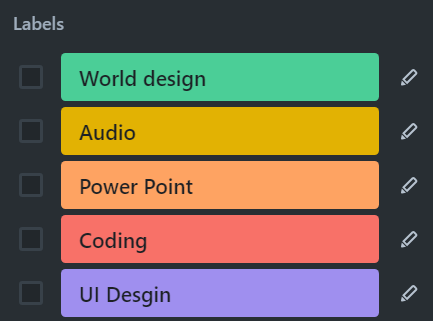 Labels
World design
Audio
Power Point
Coding
UI Desgin